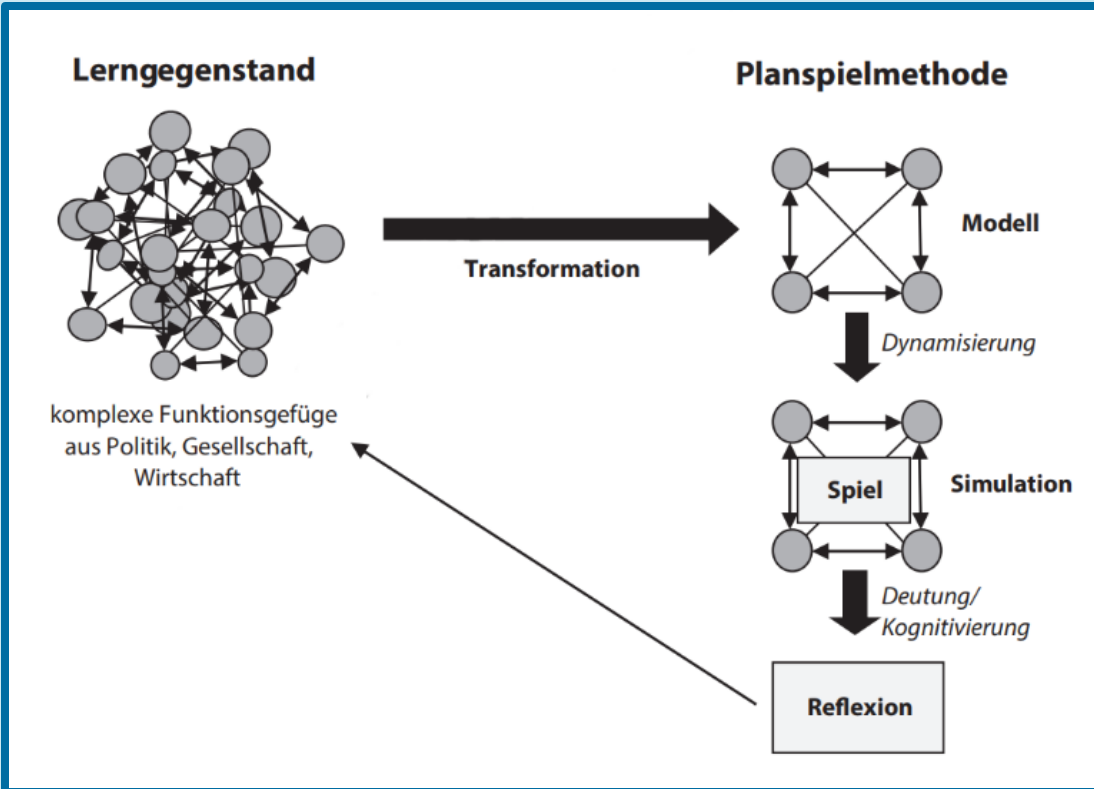 Lerngegenstand
Planspielmethode
Transformation
Modell
Dynamisierung
komplexe Funktionsgefüge
aus Politik, Gesellschaft,
Wirtschaft
Spiel
Simulation
Deutung/
Kognitivierung
Reflexion